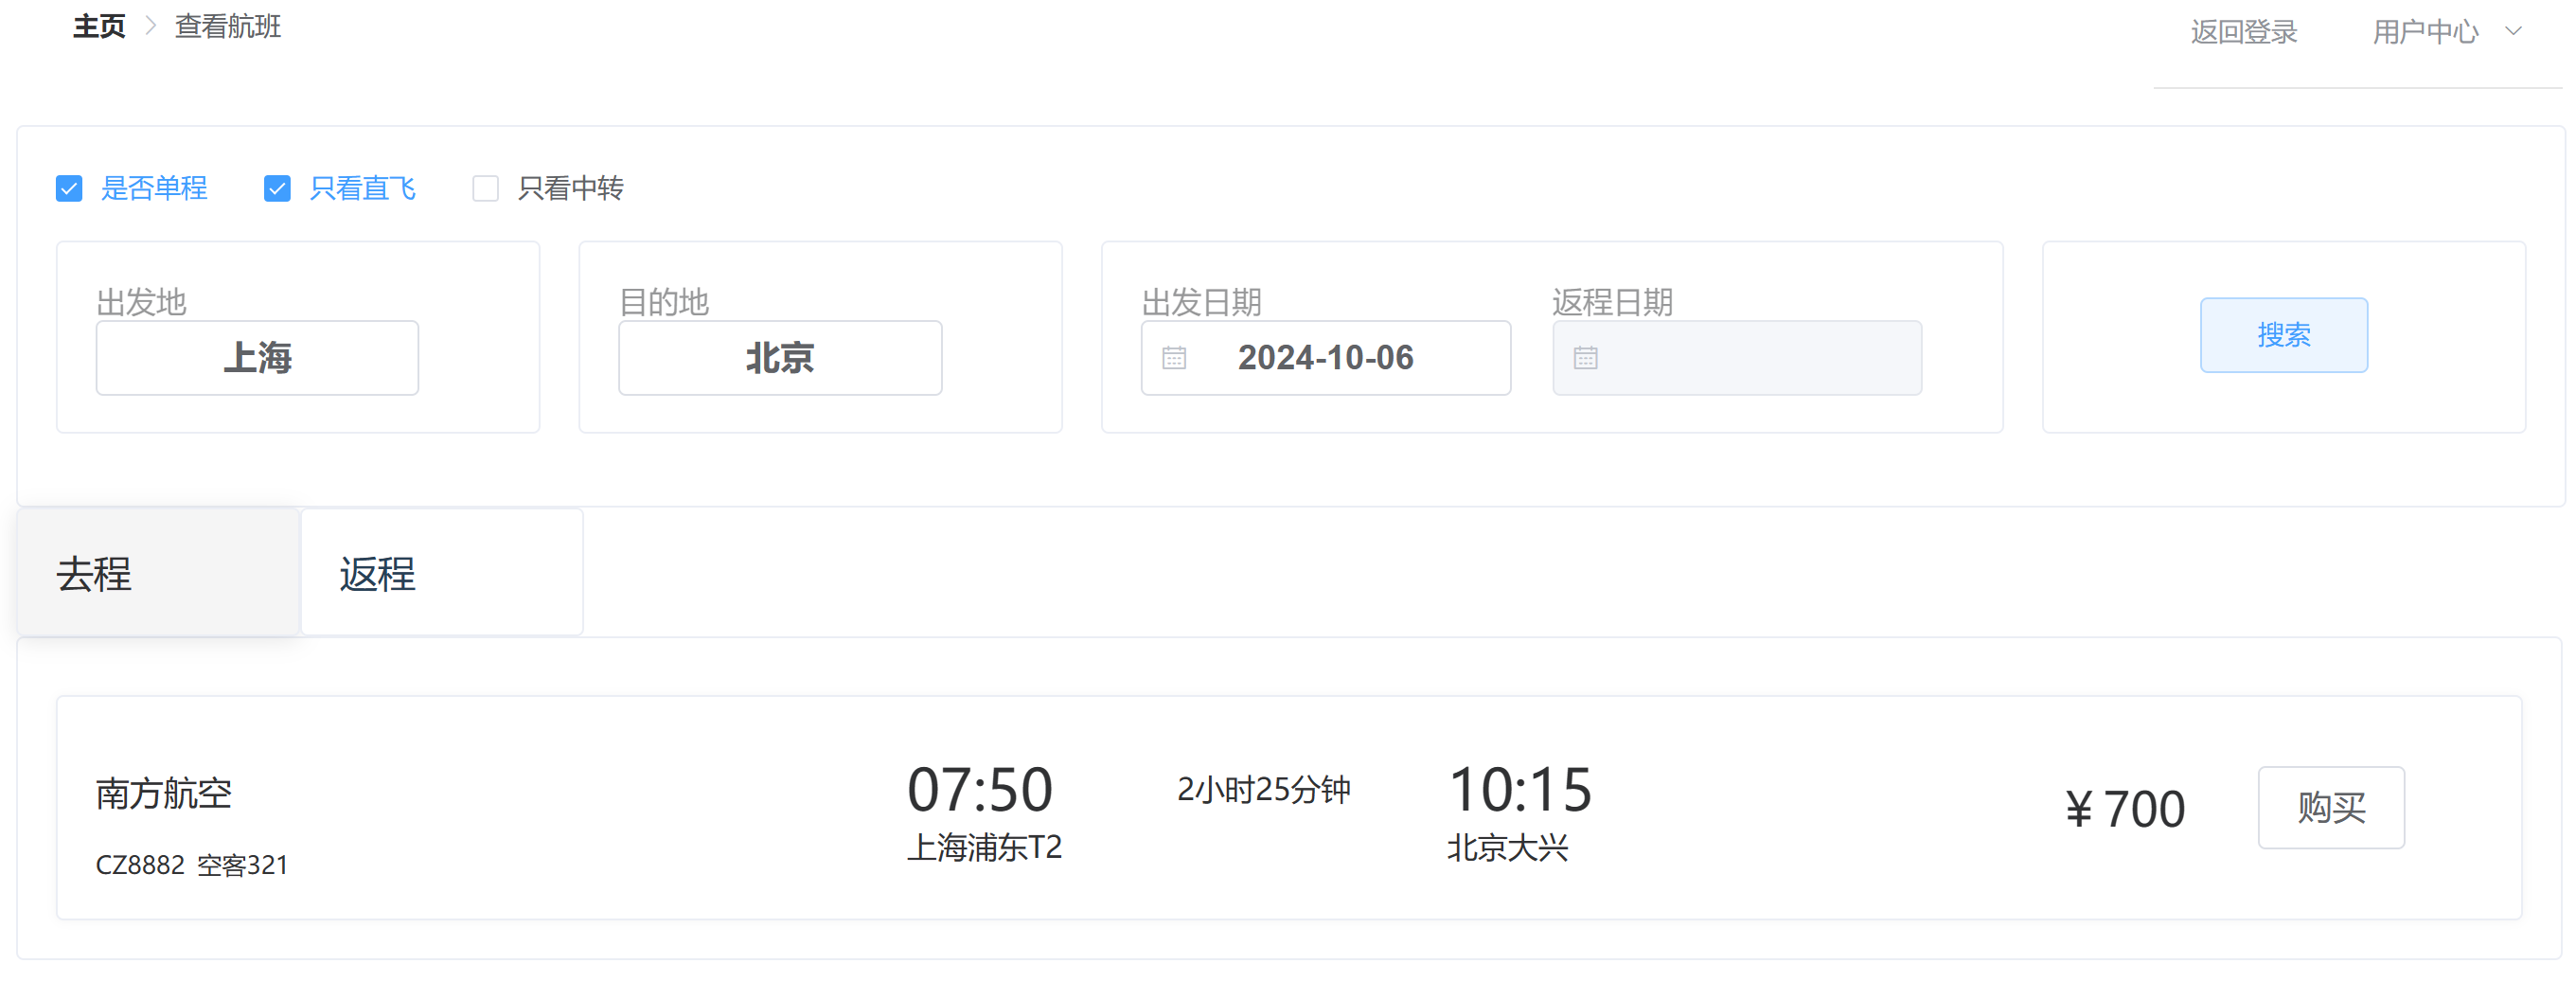 主页 > 查看航班
返回登录 用户中心
是否单程 只看直飞 只看中转
出发地 目的地 出发日期 返程日期
上海 北京 2024-10-06 搜索
去程 返程
南方航空 07:50 2小时25分钟 10:15 ¥700 购买
CZ8882 空客321 上海浦东T2 北京大兴